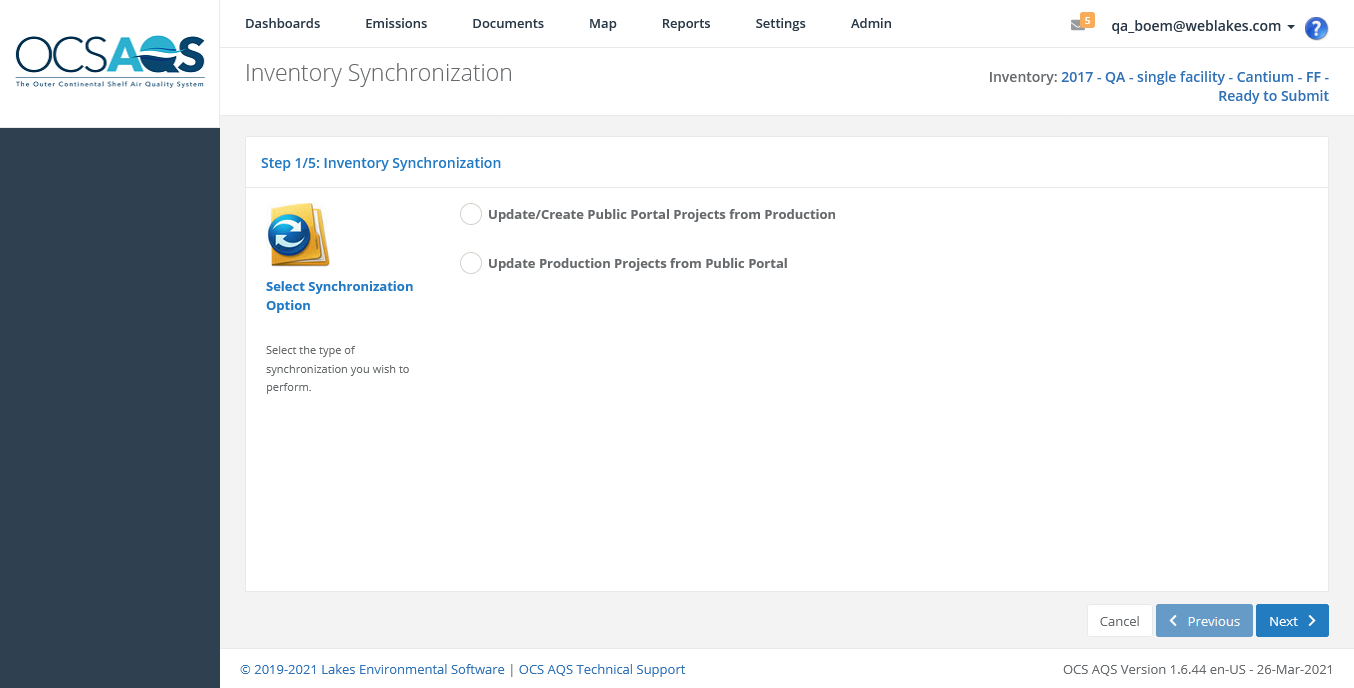 OCSAQS
The Outer Continental Shelf Air Quality System
Dashboards Emissions Documents Map Reports Settings Admin 5 qa_boem@weblakes.com ?
Inventory Synchronization
Inventory: 2017 - QA - single facility - Cantium - FF -
Ready to Submit
Step 1/5: Inventory Synchronization
Select Synchronization
Option
Select the type of
synchronization you wish to
perform.
Update/Create Public Portal Projects from Production
Update Production Projects from Public Portal
Cancel Previous Next
© 2019-2021 Lakes Environmental Software | OCS AQS Technical Support OCS AQS Version 1.6.44 en-US - 26-Mar-2021